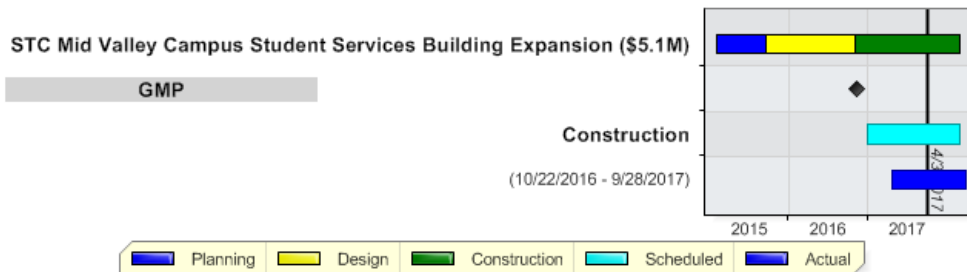 STC Mid Valley Campus Student Services Building Expansion ($5.1M)
GMP
Construction
(10/22/2016 - 9/28/2017)
2015 2016 2017
Planning Design Construction Scheduled Actual